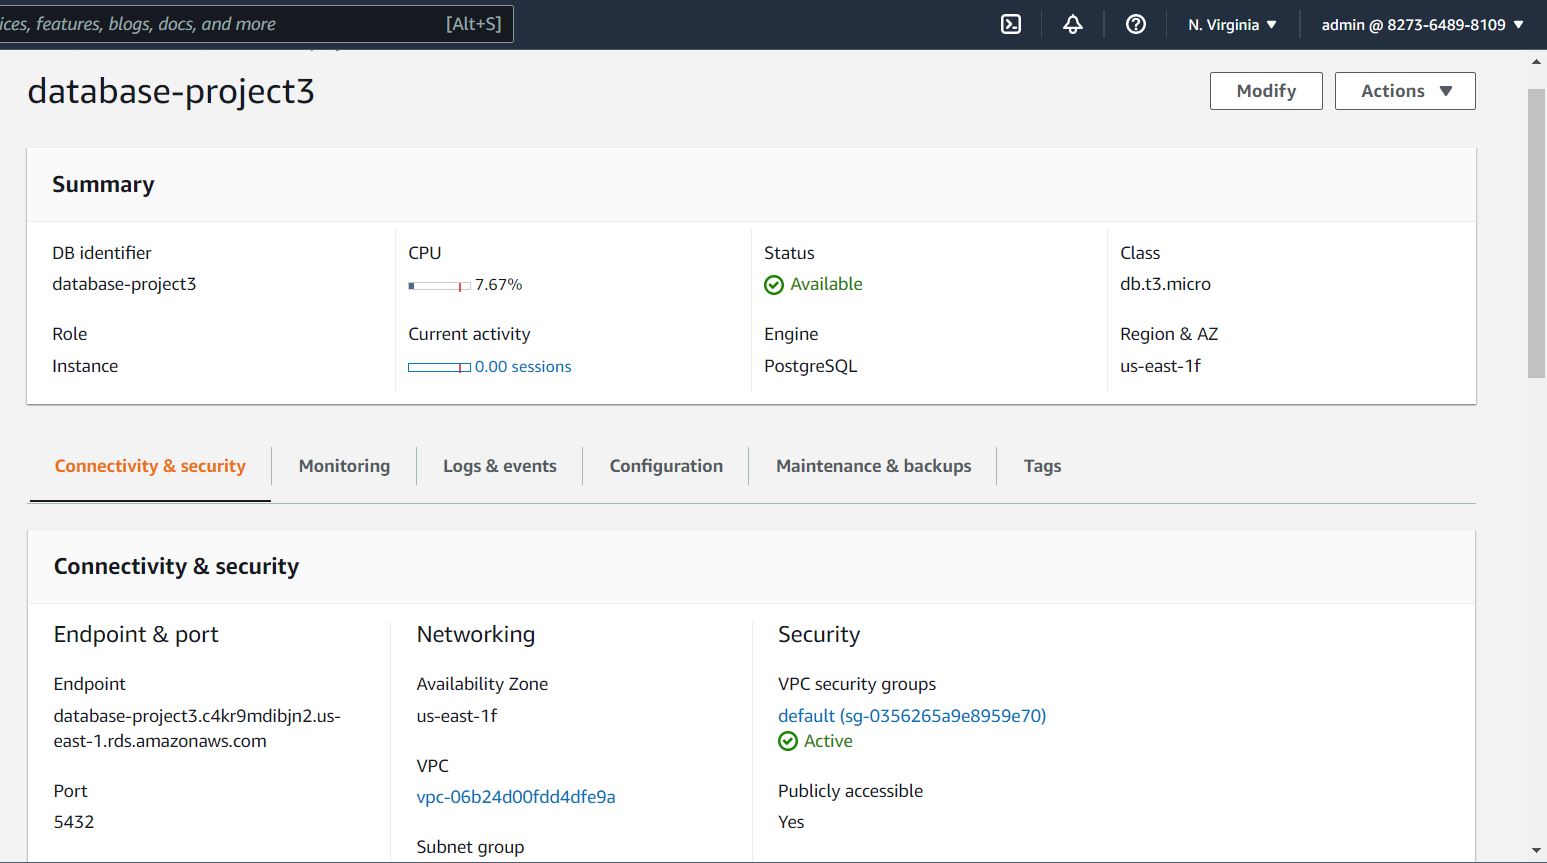 ices, features, blogs, docs, and more [Alt+S] N. Virginia ▼ admin @ 8273-6489-8109 ▼
database-project3
Modify
Actions ▼
Summary
DB identifier
database-project3
CPU
7.67%
Status
Available
Class
db.t3.micro
Role
Instance
Current activity
0.00 sessions
Engine
PostgreSQL
Region & AZ
us-east-1f
Connectivity & security
Monitoring
Logs & events
Configuration
Maintenance & backups
Tags
Connectivity & security
Endpoint & port
Endpoint
database-project3.c4kr9mdibjn2.us-
east-1.rds.amazonaws.com
Port
5432
Networking
Availability Zone
us-east-1f
VPC
vpc-06b24d00fdd4dfe9a
Subnet group
Security
VPC security groups
default (sg-0356265a9e8959e70)
Active
Publicly accessible
Yes